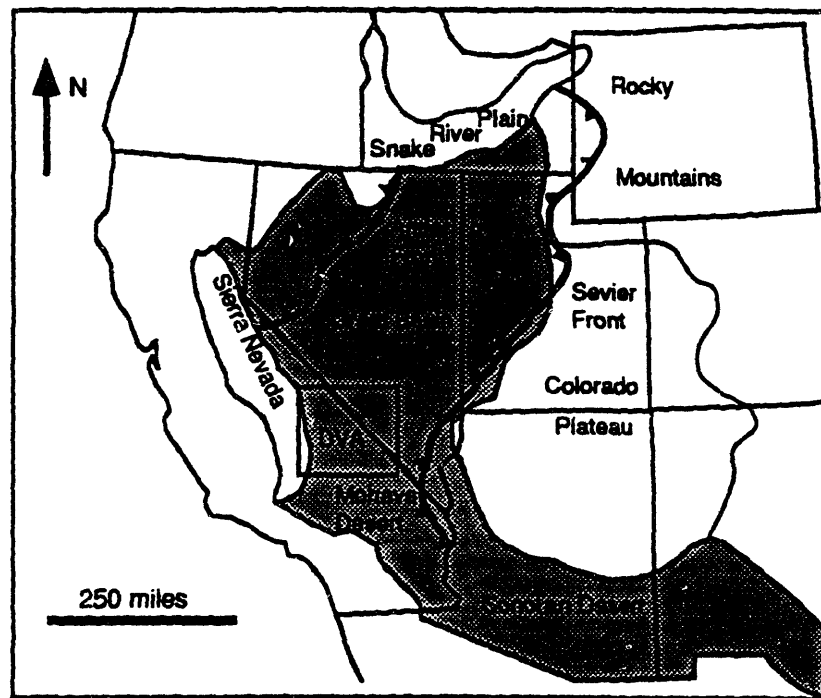 N
Rocky
Mountains
Snake River Plain
Sierra Nevada
Sevier
Front
Colorado
Plateau
DVA
Mojave
Desert
250 miles
Sonoran Desert